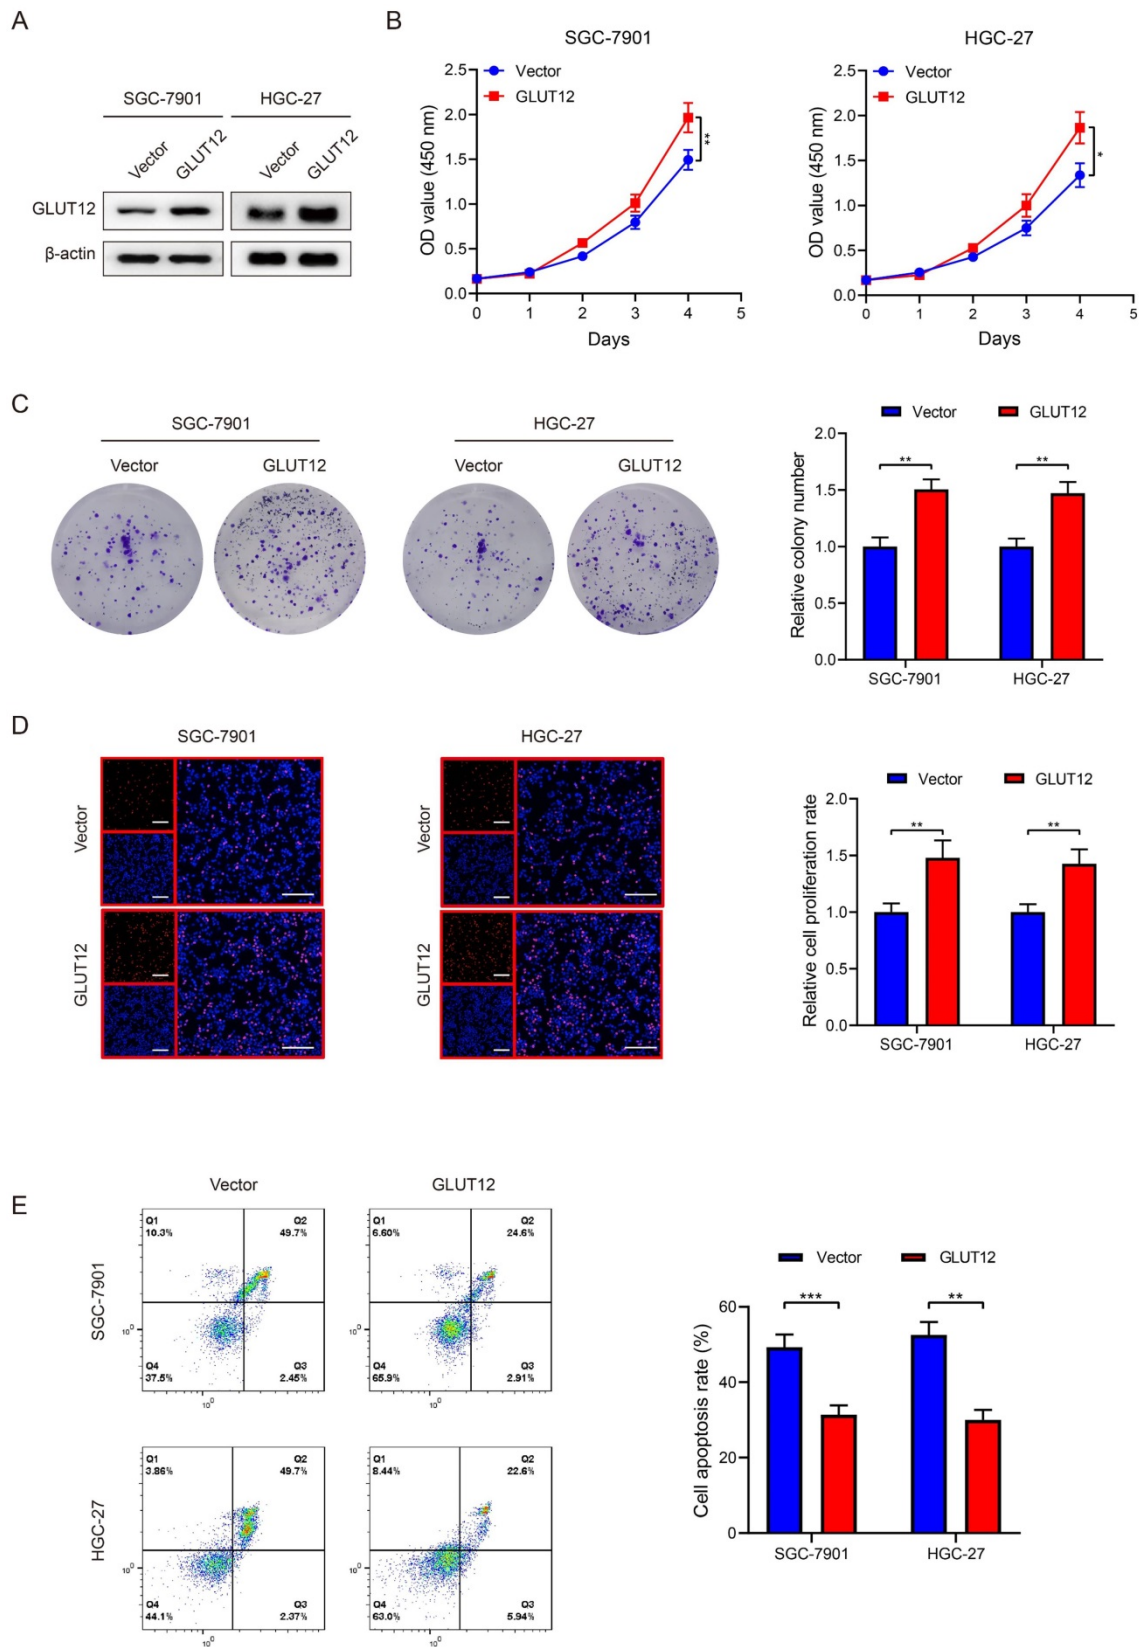 A
SGC-7901 HGC-27
Vector GLUT12 Vector GLUT12
GLUT12
β-actin
B
SGC-7901
Vector
GLUT12
OD value (450 nm)
2.5
2.0
1.5
1.0
0.5
0.0
**
0 1 2 3 4 5
Days
HGC-27
Vector
GLUT12
OD value (450 nm)
2.5
2.0
1.5
1.0
0.5
0.0
*
0 1 2 3 4 5
Days
C
SGC-7901 HGC-27
Vector GLUT12 Vector GLUT12
Vector GLUT12
Relative colony number
2.0
1.5
1.0
0.5
0.0
** **
SGC-7901 HGC-27
D
SGC-7901 HGC-27
Vector Vector
GLUT12 GLUT12
Vector GLUT12
Relative cell proliferation rate
2.0
1.5
1.0
0.5
0.0
** **
SGC-7901 HGC-27
E
Vector GLUT12
SGC-7901
Q1 Q2
10.3% 49.7%
10⁰
Q4 Q3
37.5% 2.45%
10⁰
Q1 Q2
6.60% 24.6%
10⁰
Q4 Q3
65.9% 2.91%
10⁰
HGC-27
Q1 Q2
3.86% 49.7%
10⁰
Q4 Q3
44.1% 2.37%
10⁰
Q1 Q2
8.44% 22.6%
10⁰
Q4 Q3
63.0% 5.94%
10⁰
Vector GLUT12
Cell apoptosis rate (%)
60
40
20
0
*** **
SGC-7901 HGC-27